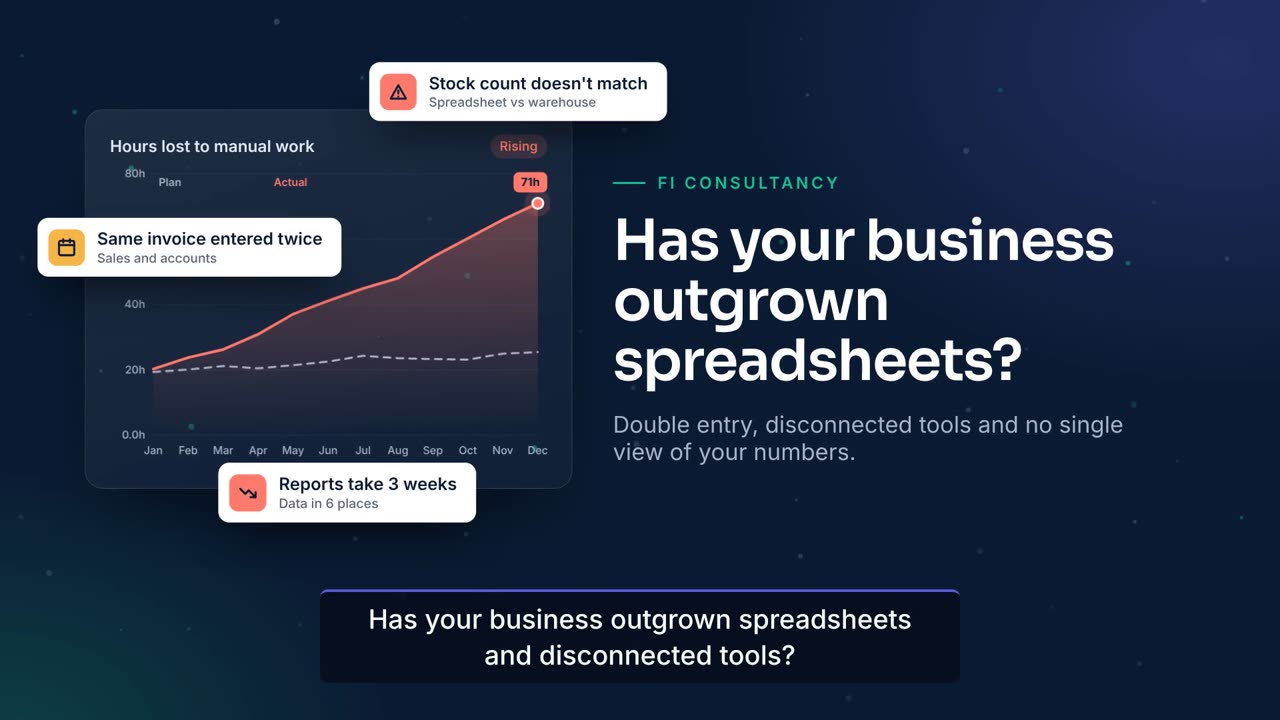 Stock count doesn't match
Spreadsheet vs warehouse
Hours lost to manual work
Rising
80h
Plan
Actual
71h
Same invoice entered twice
Sales and accounts
40h
20h
0.0h
Jan Feb Mar Apr May Jun Jul Aug Sep Oct Nov Dec
Reports take 3 weeks
Data in 6 places
FI CONSULTANCY
Has your business
outgrown
spreadsheets?
Double entry, disconnected tools and no single
view of your numbers.
Has your business outgrown spreadsheets
and disconnected tools?